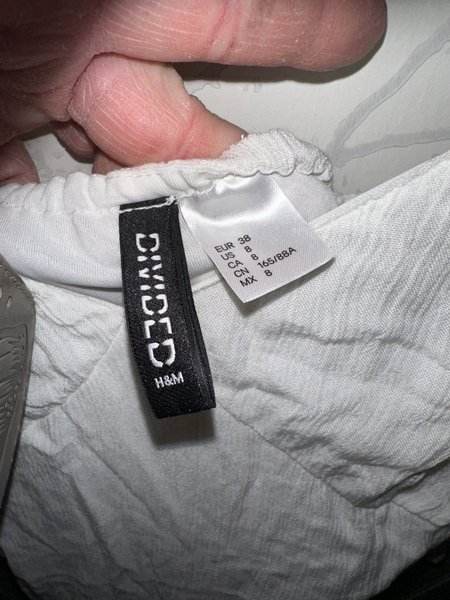 DIVIDED
H&M
EUR 38
US 8
CA 8
CN 165/88A
MX 8